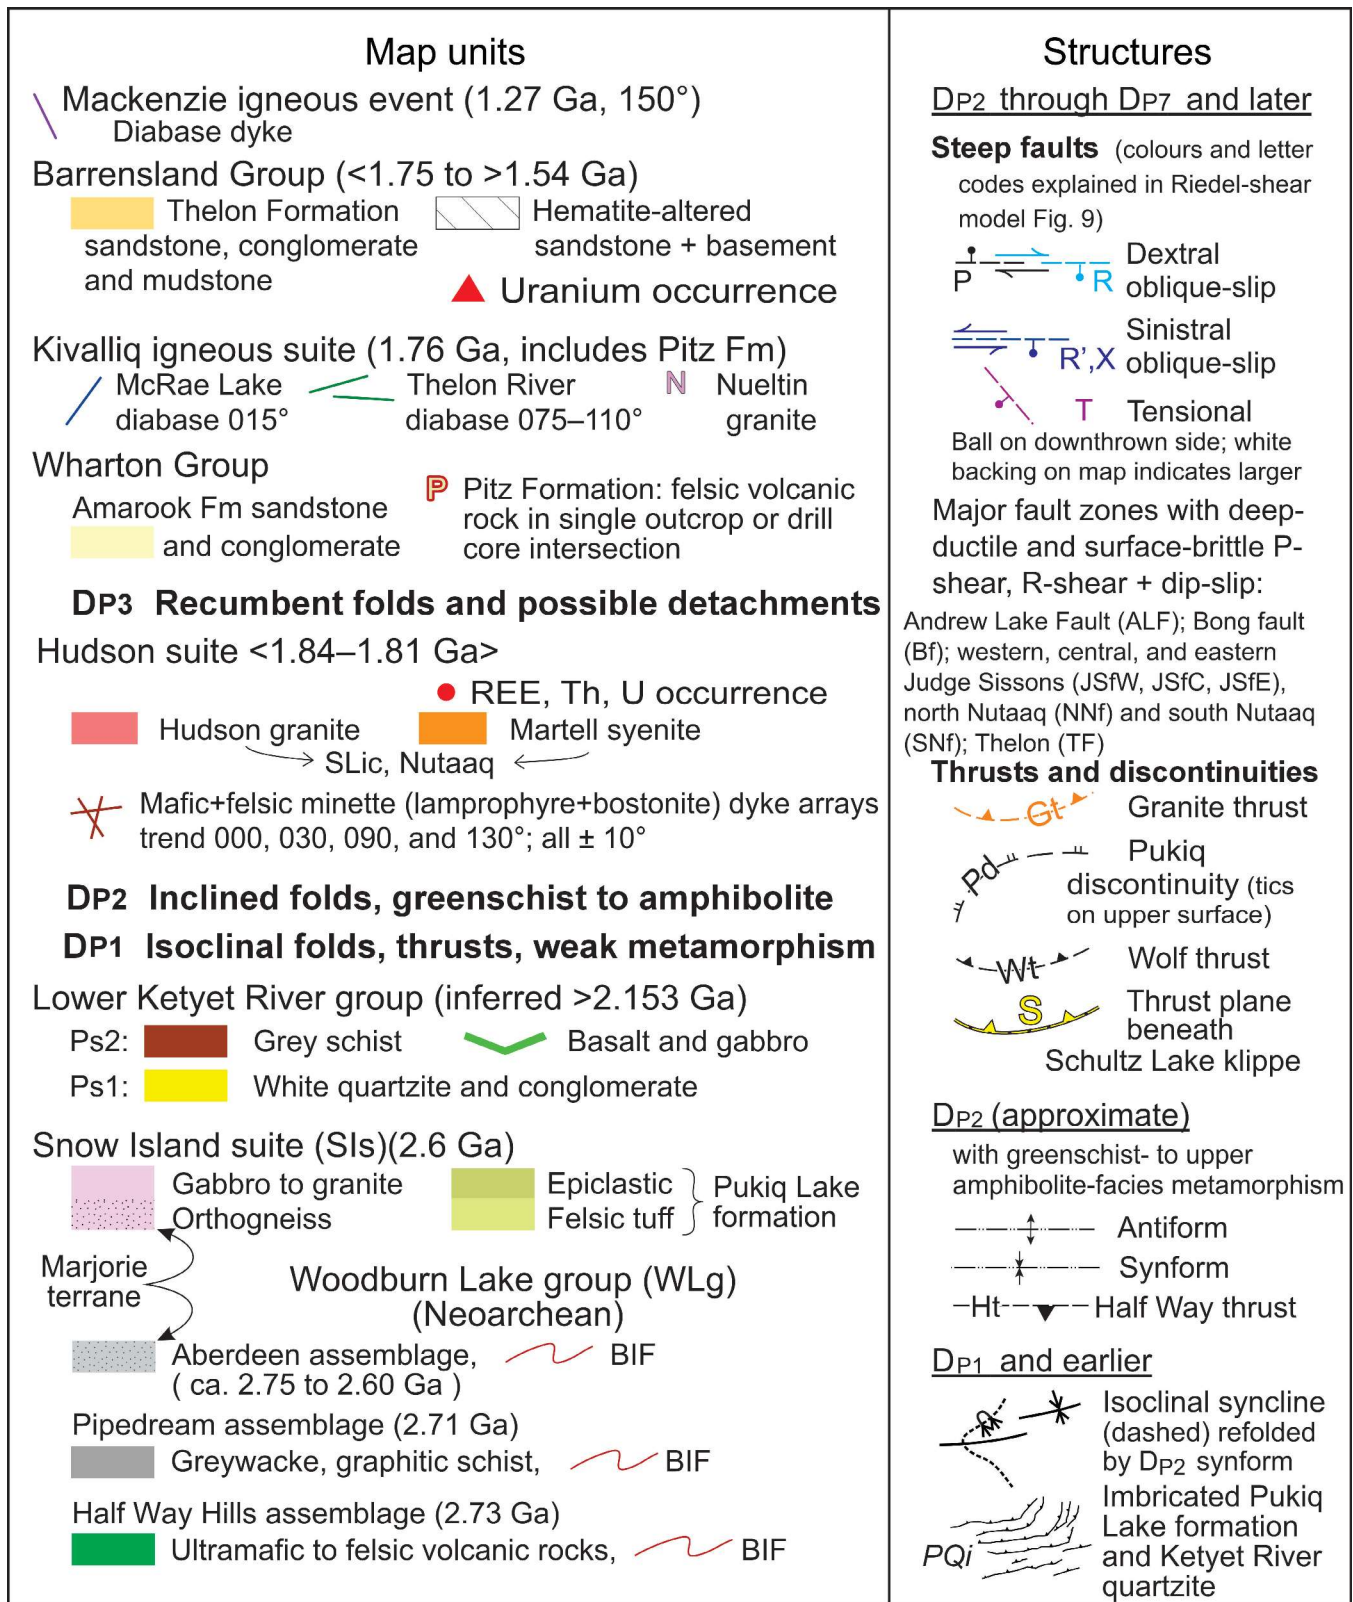 Map units
Mackenzie igneous event (1.27 Ga, 150°)
Diabase dyke
Barrensland Group (<1.75 to >1.54 Ga)
Thelon Formation
sandstone, conglomerate
and mudstone
Hematite-altered
sandstone + basement
Uranium occurrence
Kivalliq igneous suite (1.76 Ga, includes Pitz Fm)
McRae Lake
diabase 015°
Thelon River
diabase 075–110°
N Nueltin
granite
Wharton Group
Amarook Fm sandstone
and conglomerate
P Pitz Formation: felsic volcanic
rock in single outcrop or drill
core intersection
DP3 Recumbent folds and possible detachments
Hudson suite <1.84–1.81 Ga>
REE, Th, U occurrence
Hudson granite
Martell syenite
SLic, Nutaaq
Mafic+felsic minette (lamprophyre+bostonite) dyke arrays
trend 000, 030, 090, and 130°; all ± 10°
DP2 Inclined folds, greenschist to amphibolite
DP1 Isoclinal folds, thrusts, weak metamorphism
Lower Ketyet River group (inferred >2.153 Ga)
Ps2: Grey schist
Basalt and gabbro
Ps1: White quartzite and conglomerate
Snow Island suite (SIs)(2.6 Ga)
Gabbro to granite
Orthogneiss
Epiclastic
Felsic tuff
Pukiq Lake
formation
Marjorie
terrane
Woodburn Lake group (WLg)
(Neoarchean)
Aberdeen assemblage, BIF
( ca. 2.75 to 2.60 Ga )
Pipedream assemblage (2.71 Ga)
Greywacke, graphitic schist, BIF
Half Way Hills assemblage (2.73 Ga)
Ultramafic to felsic volcanic rocks, BIF
Structures
DP2 through DP7 and later
Steep faults (colours and letter
codes explained in Riedel-shear
model Fig. 9)
P R
Dextral
oblique-slip
R',X
Sinistral
oblique-slip
T Tensional
Ball on downthrown side; white
backing on map indicates larger
Major fault zones with deep-
ductile and surface-brittle P-
shear, R-shear + dip-slip:
Andrew Lake Fault (ALF); Bong fault
(Bf); western, central, and eastern
Judge Sissons (JSfW, JSfC, JSfE),
north Nutaaq (NNf) and south Nutaaq
(SNf); Thelon (TF)
Thrusts and discontinuities
Gt Granite thrust
Pd Pukiq
discontinuity (tics
on upper surface)
Wt Wolf thrust
S Thrust plane
beneath
Schultz Lake klippe
DP2 (approximate)
with greenschist- to upper
amphibolite-facies metamorphism
Antiform
Synform
Ht Half Way thrust
DP1 and earlier
Isoclinal syncline
(dashed) refolded
by DP2 synform
PQi Imbricated Pukiq
Lake formation
and Ketyet River
quartzite